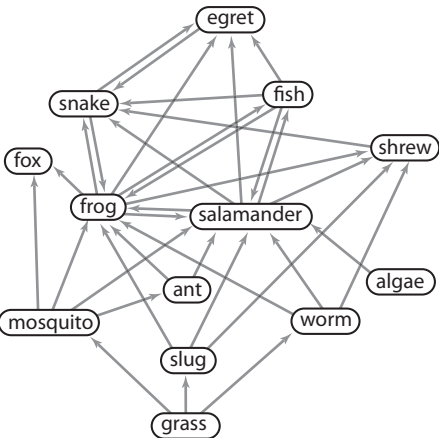 egret
fish
snake
shrew
fox
frog
salamander
algae
ant
mosquito
worm
slug
grass